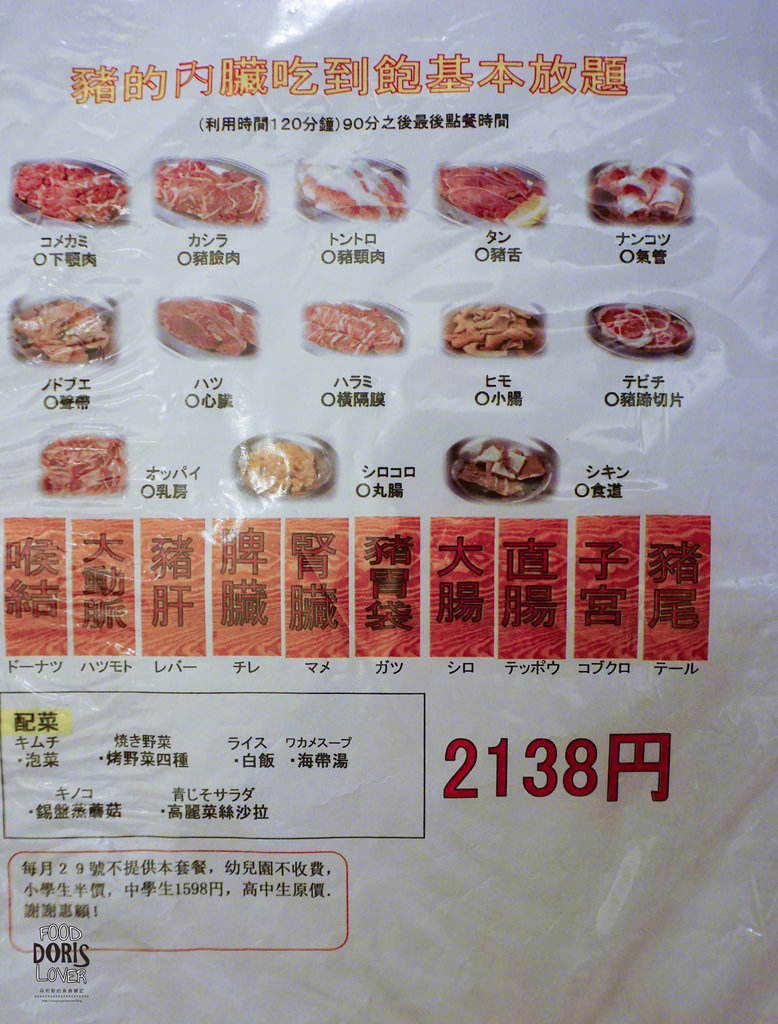 豬的內臟吃到飽基本放題
(利用時間120分鐘)90分之後最後點餐時間
コメカミ カシラ トントロ タン ナンコツ
〇下顎肉 〇豬臉肉 〇豬頸肉 〇豬舌 〇氣管
ノドブエ ハツ ハラミ ヒモ テビチ
〇聲帶 〇心臟 〇橫隔膜 〇小腸 〇豬蹄切片
オッパイ シロコロ シキン
〇乳房 〇丸腸 〇食道
喉結 大動脈 豬肝 脾臟 腎臟 豬胃袋 大腸 直腸 子宮 豬尾
ドーナツ ハツモト レバー チレ マメ ガツ シロ テッポウ コブクロ テール
配菜
キムチ 焼き野菜 ライス ワカメスープ
・泡菜 ・烤野菜四種 ・白飯 ・海帶湯
キノコ 青じそサラダ
・錫盤蒸蘑菇 ・高麗菜絲沙拉
2138円
每月29號不提供本套餐，幼兒園不收費，
小學生半價，中學生1598円，高中生原價．
謝謝惠顧！
FOOD
DORIS
LOVER